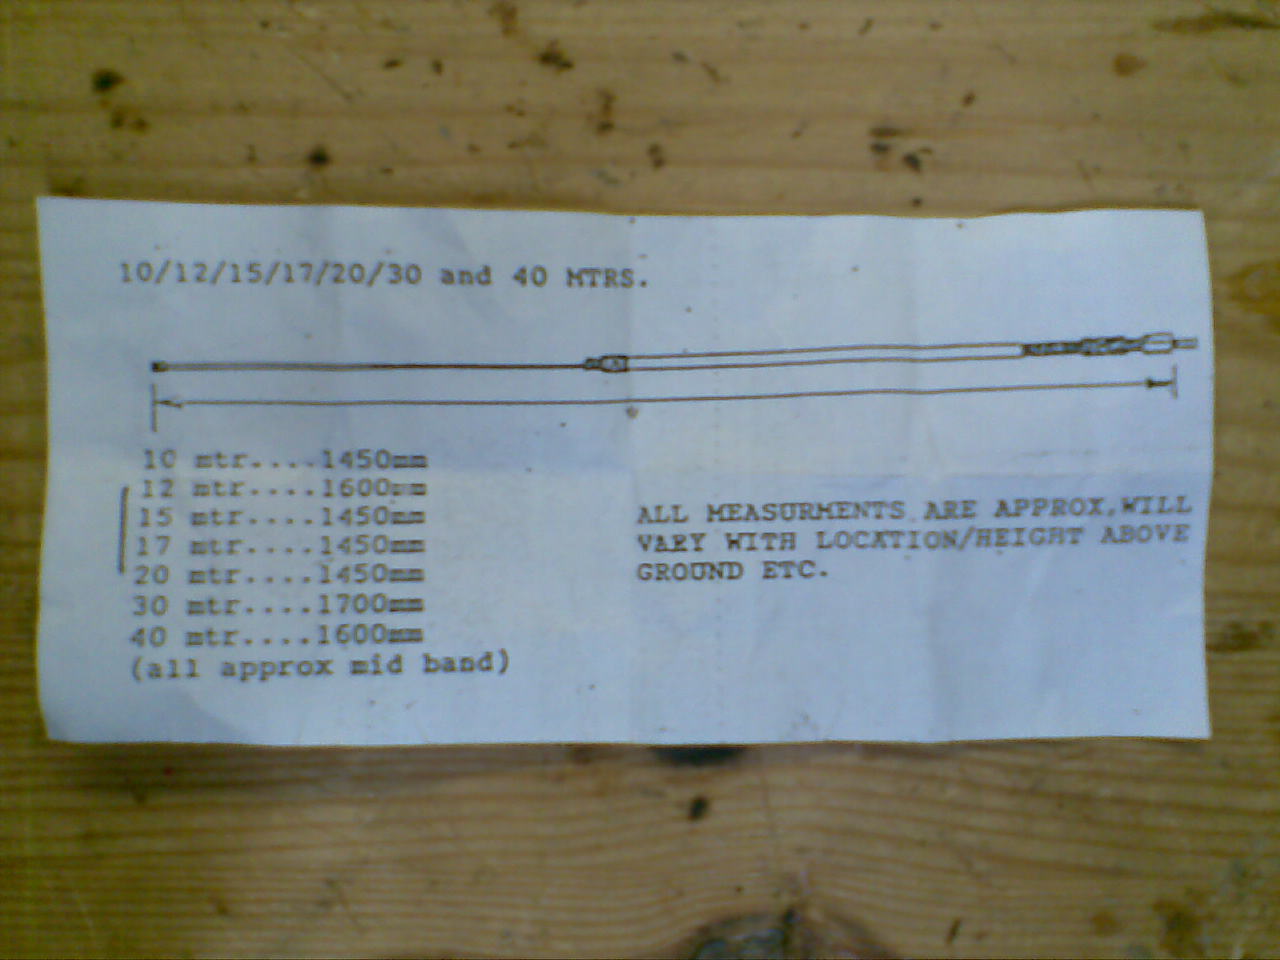 10/12/15/17/20/30 and 40 MTRS.
10 mtr....1450mm
12 mtr....1600mm
15 mtr....1450mm
17 mtr....1450mm
20 mtr....1450mm
30 mtr....1700mm
40 mtr....1600mm
(all approx mid band)
ALL MEASURMENTS ARE APPROX.WILL
VARY WITH LOCATION/HEIGHT ABOVE
GROUND ETC.